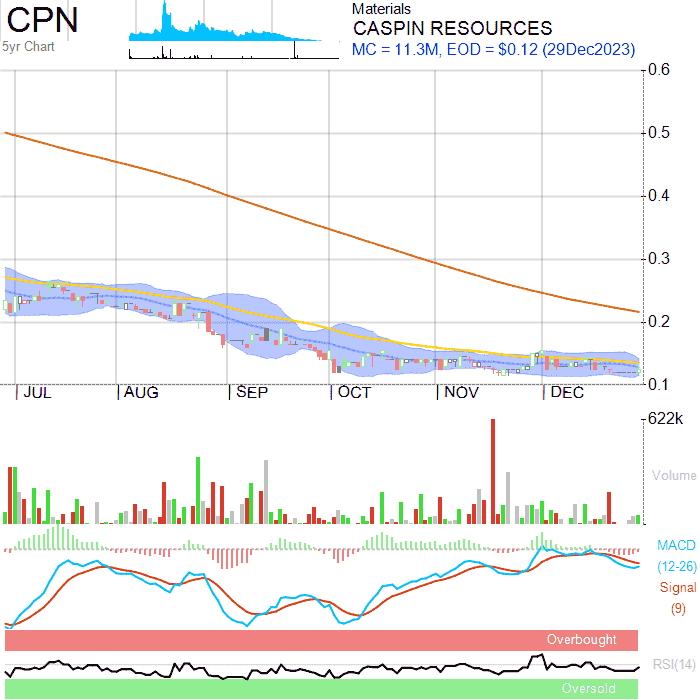 CPN
5yr Chart
Materials
CASPIN RESOURCES
MC = 11.3M, EOD = $0.12 (29Dec2023)
0.6
0.5
0.4
0.3
0.2
0.1
JUL AUG SEP OCT NOV DEC
622k
Volume
MACD
(12-26)
Signal
(9)
Overbought
RSI(14)
Oversold